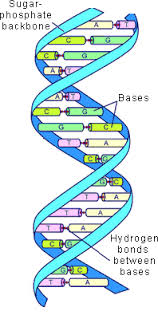 Sugar-
phosphate
backbone
A T
C G
C G
A T
Bases
C G
G C
T A
C G
T A
T A
T A
Hydrogen
bonds
between
bases
G C
T A